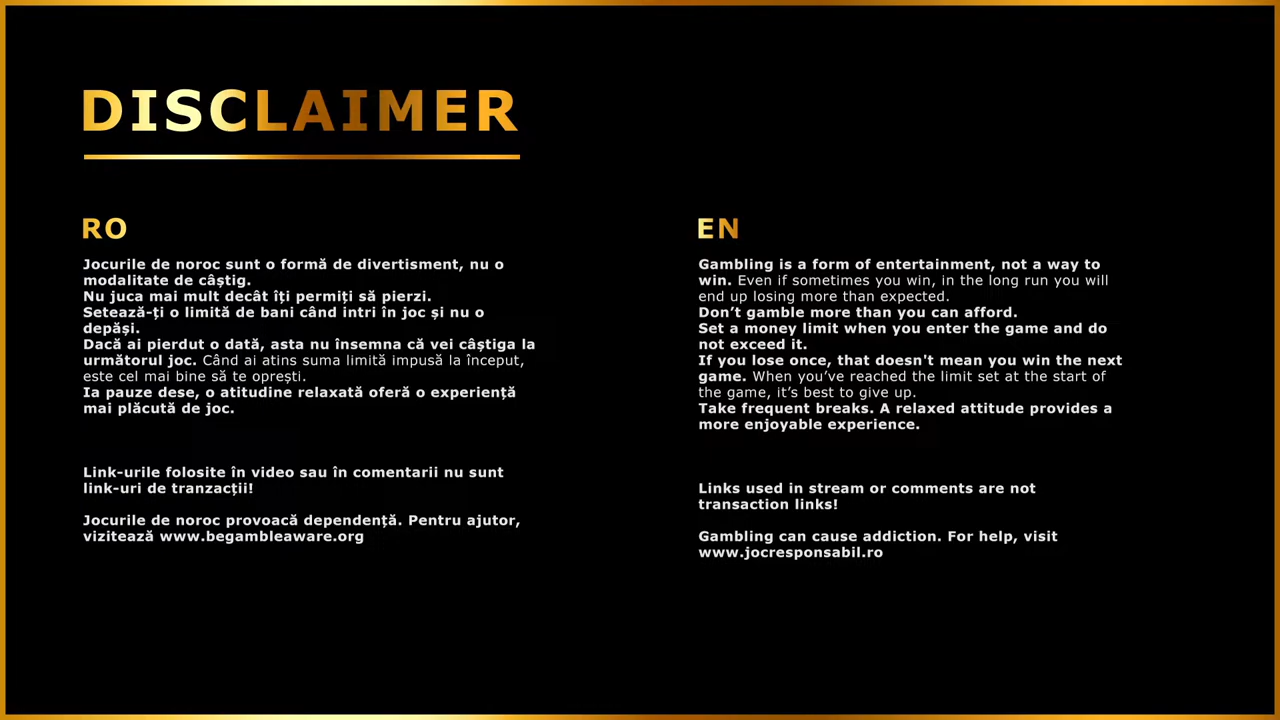 DISCLAIMER
RO
Jocurile de noroc sunt o formă de divertisment, nu o
modalitate de câștig.
Nu juca mai mult decât îți permiți să pierzi.
Setează-ți o limită de bani când intri în joc și nu o
depăși.
Dacă ai pierdut o dată, asta nu însemna că vei câștiga la
următorul joc. Când ai atins suma limită impusă la început,
este cel mai bine să te oprești.
Ia pauze dese, o atitudine relaxată oferă o experiență
mai plăcută de joc.
Link-urile folosite în video sau în comentarii nu sunt
link-uri de tranzacții!
Jocurile de noroc provoacă dependență. Pentru ajutor,
vizitează www.begambleaware.org
EN
Gambling is a form of entertainment, not a way to
win. Even if sometimes you win, in the long run you will
end up losing more than expected.
Don’t gamble more than you can afford.
Set a money limit when you enter the game and do
not exceed it.
If you lose once, that doesn't mean you win the next
game. When you’ve reached the limit set at the start of
the game, it’s best to give up.
Take frequent breaks. A relaxed attitude provides a
more enjoyable experience.
Links used in stream or comments are not
transaction links!
Gambling can cause addiction. For help, visit
www.jocresponsabil.ro